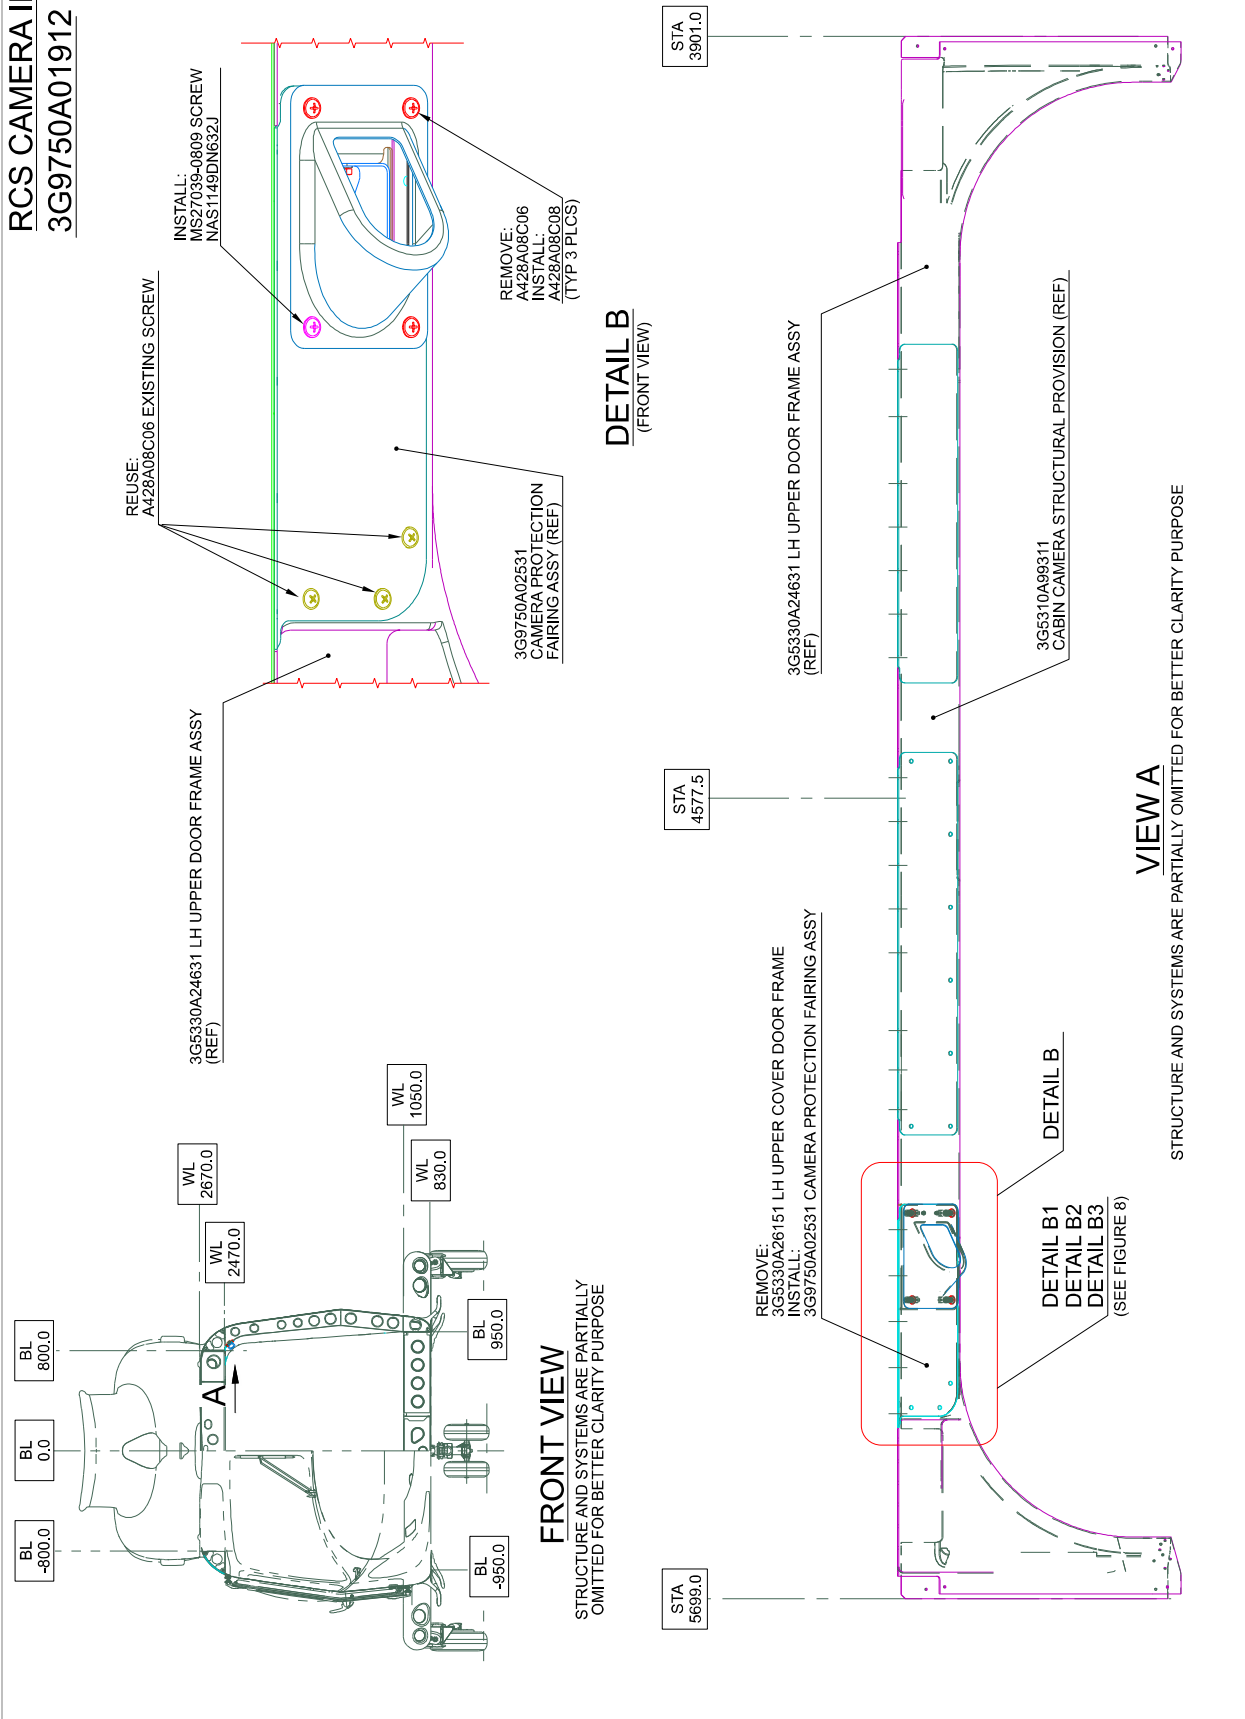 RCS CAMERA I
3G9750A01912
BL
-800.0
BL
0.0
BL
800.0
WL
2670.0
WL
2470.0
WL
1050.0
WL
830.0
BL
950.0
BL
-950.0
A
FRONT VIEW
STRUCTURE AND SYSTEMS ARE PARTIALLY
OMITTED FOR BETTER CLARITY PURPOSE
3G5330A24631 LH UPPER DOOR FRAME ASSY
(REF)
REUSE:
A428A08C06 EXISTING SCREW
INSTALL:
MS27039-0809 SCREW
NAS1149DN632J
REMOVE:
A428A08C06
INSTALL:
A428A08C08
(TYP 3 PLCS)
3G9750A02531
CAMERA PROTECTION
FAIRING ASSY (REF)
DETAIL B
(FRONT VIEW)
STA
5699.0
STA
4577.5
STA
3901.0
REMOVE:
3G5330A26151 LH UPPER COVER DOOR FRAME
INSTALL:
3G9750A02531 CAMERA PROTECTION FAIRING ASSY
3G5330A24631 LH UPPER DOOR FRAME ASSY
(REF)
3G5310A99311
CABIN CAMERA STRUCTURAL PROVISION (REF)
DETAIL B
DETAIL B1
DETAIL B2
DETAIL B3
(SEE FIGURE 8)
VIEW A
STRUCTURE AND SYSTEMS ARE PARTIALLY OMITTED FOR BETTER CLARITY PURPOSE